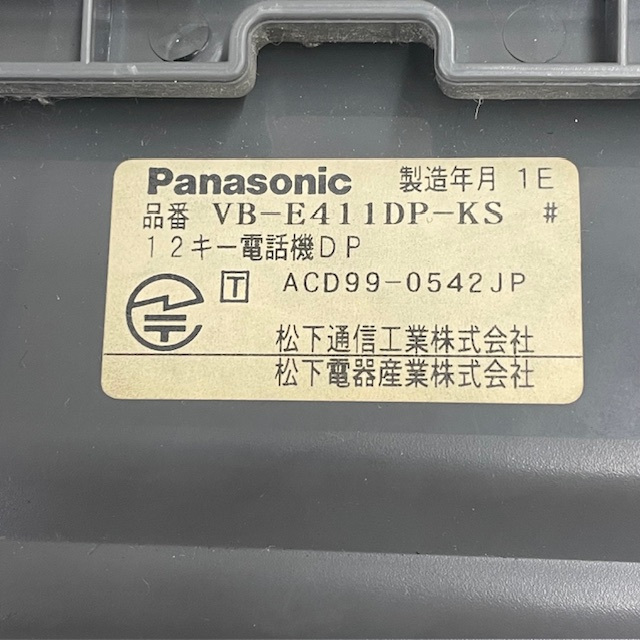 Panasonic 製造年月 1E
品番 VB-E411DP-KS #
12キー電話機DP
T ACD99-0542JP
松下通信工業株式会社
松下電器産業株式会社